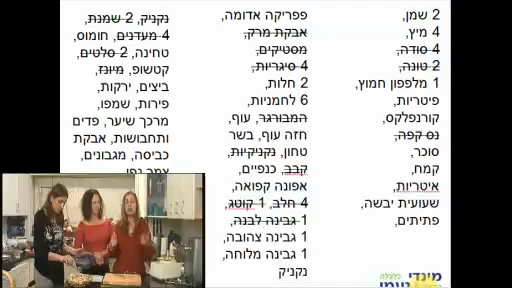 2 שמן,
4 מיץ,
4 סודה,
2 טונה,
1 מלפפון חמוץ,
פיטריות,
קורנפלקס,
נס קפה,
סוכר,
קמח,
איטריות,
שעועית יבשה,
פתיתים,
פפריקה אדומה,
אבקת מרק,
מסטיקים,
4 סיגריות,
2 חלות,
6 לחמניות,
המבורגר, עוף,
חזה עוף, בשר
טחון, נקניקיות,
קבב, כנפיים,
אפונה קפואה,
4 חלב, 1 קוטג,
1 גבינה לבנה,
1 גבינה צהובה,
1 גבינה מלוחה,
נקניק
נקניק, 2 שמנת,
4 מעדנים, חומוס,
טחינה, 2 סלטים,
קטשופ, מיונז,
ביצים, ירקות,
פירות, שמפו,
מרכך שיער, פדים
ותחבושות, אבקת
כביסה, מגבונים,
מינדי כלכלה